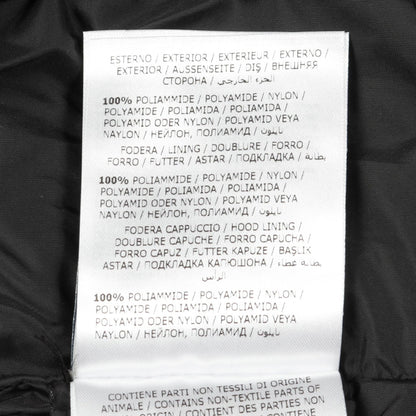 ESTERNO / EXTERIOR / EXTERIEUR / EXTERNO /
EXTERIOR / AUSSENSEITE / DIŞ / ВНЕШНЯЯ
СТОРОНА / الجزء الخارجي
100% POLIAMMIDE / POLYAMIDE / NYLON /
POLYAMIDE / POLIAMIDA / POLIAMIDA /
POLYAMID ODER NYLON / POLYAMID VEYA
NAYLON / НЕЙЛОН, ПОЛИАМИД / نايلون
FODERA / LINING / DOUBLURE / FORRO /
FORRO / FUTTER / ASTAR / ПОДКЛАДКА / بطانة
100% POLIAMMIDE / POLYAMIDE / NYLON /
POLYAMIDE / POLIAMIDA / POLIAMIDA /
POLYAMID ODER NYLON / POLYAMID VEYA
NAYLON / НЕЙЛОН, ПОЛИАМИД / نايلون
FODERA CAPPUCCIO / HOOD LINING /
DOUBLURE CAPUCHE / FORRO CAPUCHA /
FORRO CAPUZ / FUTTER KAPUZE / BAŞLIK
ASTAR / ПОДКЛАДКА КАПЮШОНА / بطانة غطاء
الرأس
100% POLIAMMIDE / POLYAMIDE / NYLON /
POLYAMIDE / POLIAMIDA / POLIAMIDA /
POLYAMID ODER NYLON / POLYAMID VEYA
NAYLON / НЕЙЛОН, ПОЛИАМИД / نايلون
CONTIENE PARTI NON TESSILI DI ORIGINE
ANIMALE / CONTAINS NON-TEXTILE PARTS OF
ORIGIN / CONTIENT DES PARTIES NON